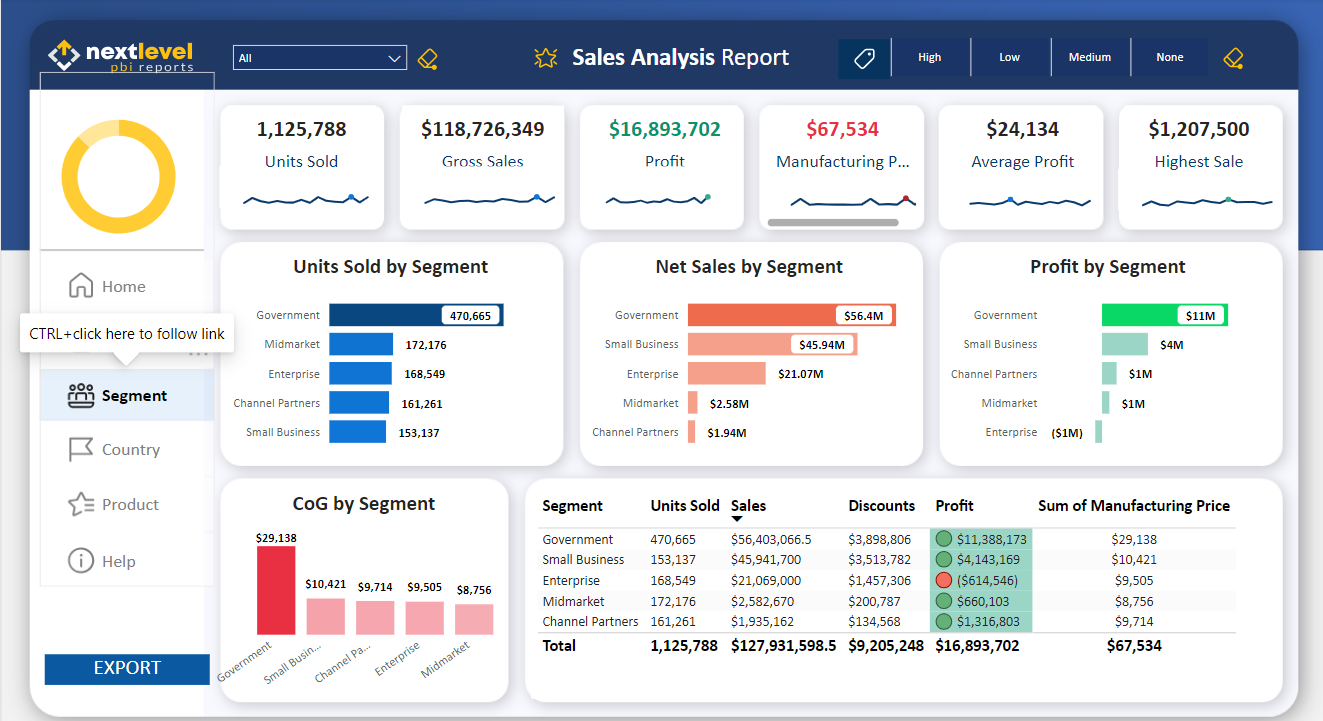 nextlevel
pbi reports
All
Sales Analysis Report
High
Low
Medium
None
1,125,788
Units Sold
$118,726,349
Gross Sales
$16,893,702
Profit
$67,534
Manufacturing P...
$24,134
Average Profit
$1,207,500
Highest Sale
Home
CTRL+click here to follow link
Segment
Country
Product
Help
EXPORT
Units Sold by Segment
Government 470,665
Midmarket 172,176
Enterprise 168,549
Channel Partners 161,261
Small Business 153,137
Net Sales by Segment
Government $56.4M
Small Business $45.94M
Enterprise $21.07M
Midmarket $2.58M
Channel Partners $1.94M
Profit by Segment
Government $11M
Small Business $4M
Channel Partners $1M
Midmarket $1M
Enterprise ($1M)
CoG by Segment
$29,138
$10,421
$9,714
$9,505
$8,756
Government
Small Busin...
Channel Pa...
Enterprise
Midmarket
Segment Units Sold Sales Discounts Profit Sum of Manufacturing Price
Government 470,665 $56,403,066.5 $3,898,806 $11,388,173 $29,138
Small Business 153,137 $45,941,700 $3,513,782 $4,143,169 $10,421
Enterprise 168,549 $21,069,000 $1,457,306 ($614,546) $9,505
Midmarket 172,176 $2,582,670 $200,787 $660,103 $8,756
Channel Partners 161,261 $1,935,162 $134,568 $1,316,803 $9,714
Total 1,125,788 $127,931,598.5 $9,205,248 $16,893,702 $67,534